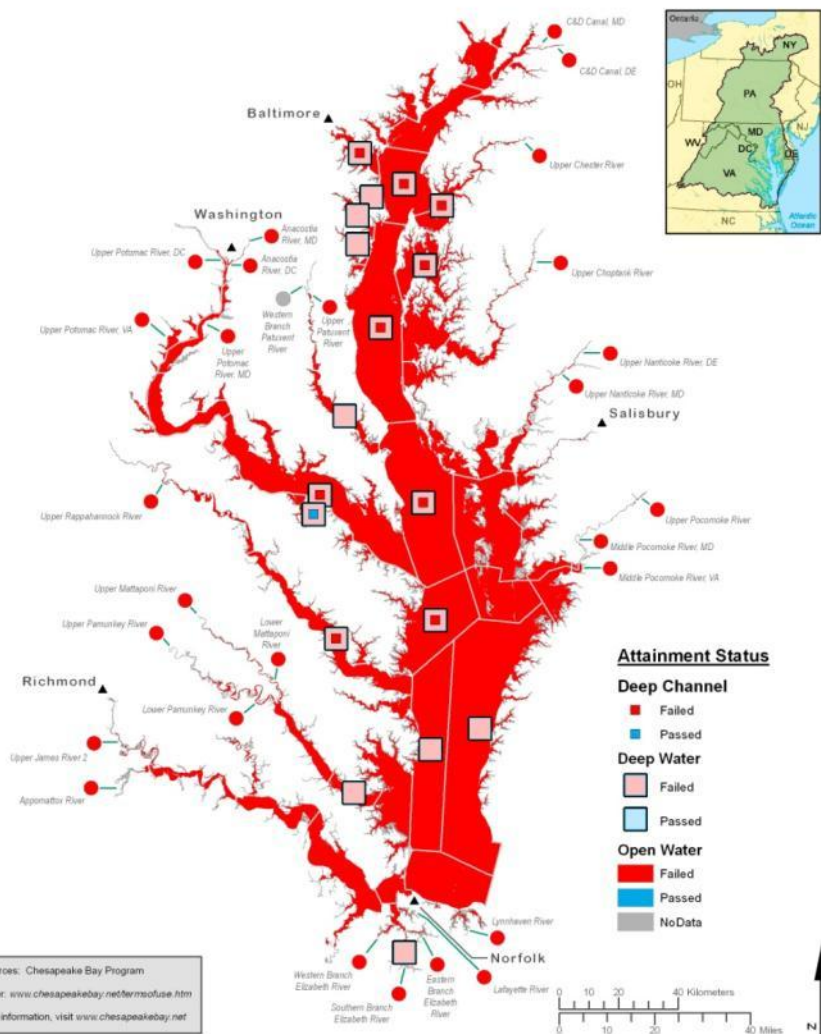 Ontario
NY
OH
PA
NJ
WV
MD
DC
DE
VA
NC
Atlantic
Ocean
C&D Canal, MD
C&D Canal, DE
Baltimore
Upper Chester River
Washington
Anacostia
River, MD
Upper Potomac River, DC
Anacostia
River, DC
Upper Choptank River
Western
Branch
Patuxent
River
Upper
Patuxent
River
Upper Potomac River, VA
Upper
Potomac
River, MD
Upper Nanticoke River, DE
Upper Nanticoke River, MD
Salisbury
Upper Rappahannock River
Upper Pocomoke River
Middle Pocomoke River, MD
Middle Pocomoke River, VA
Upper Mattaponi River
Upper Pamunkey River
Lower
Mattaponi
River
Richmond
Lower Pamunkey River
Upper James River 2
Appomattox River
Attainment Status
Deep Channel
Failed
Passed
Deep Water
Failed
Passed
Open Water
Failed
Passed
NoData
Lynnhaven River
Norfolk
Western Branch
Elizabeth River
Eastern
Branch
Elizabeth
River
Southern Branch
Elizabeth River
Lafayette River
rces: Chesapeake Bay Program
r: www.chesapeakebay.net/termsofuse.htm
information, visit www.chesapeakebay.net
0 10 20 40 Kilometers
0 10 20 40 Miles
N